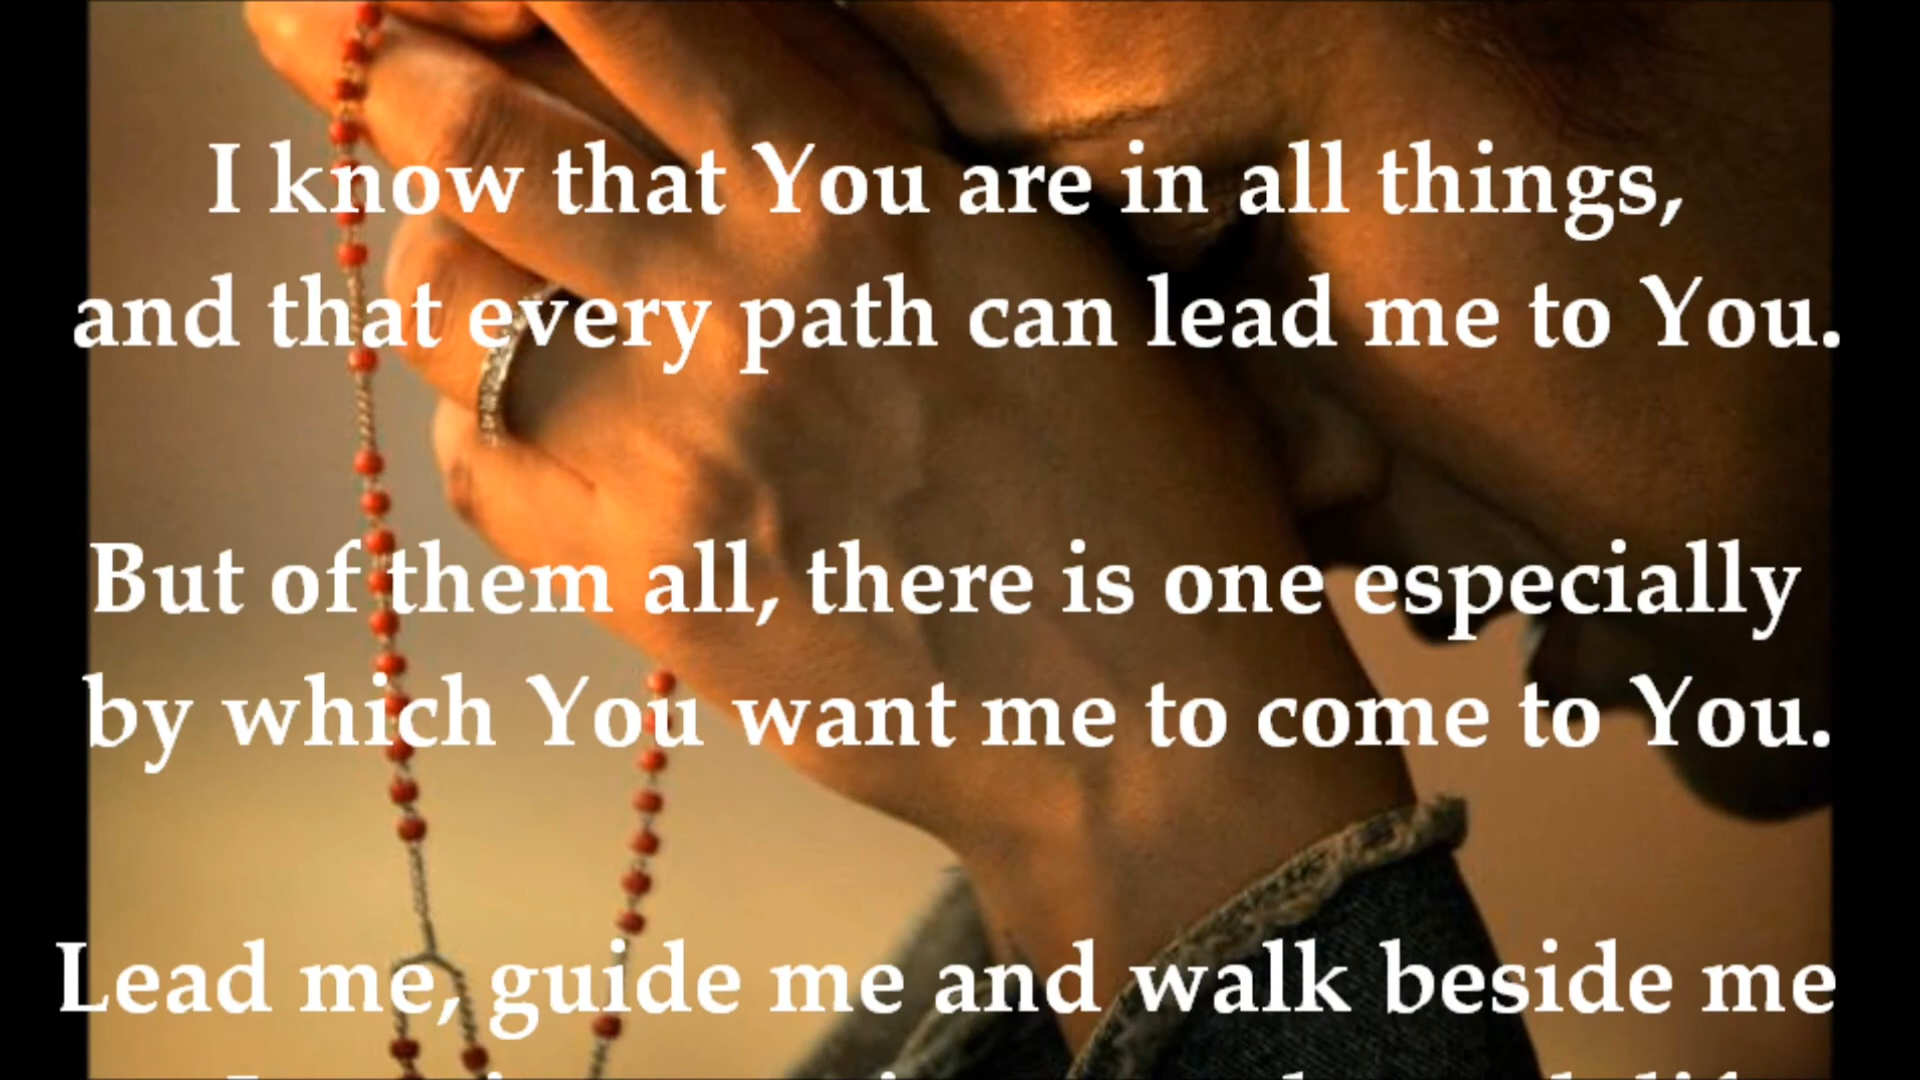 I know that You are in all things,
and that every path can lead me to You.
But of them all, there is one especially
by which You want me to come to You.
Lead me, guide me and walk beside me